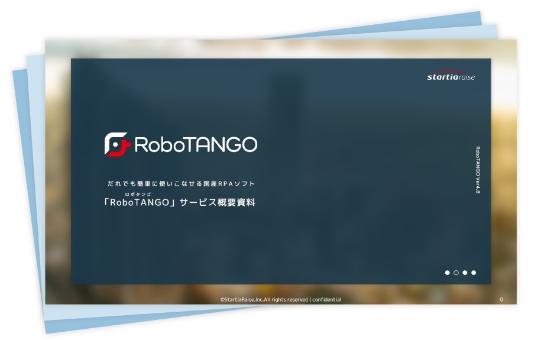 startiaraise
RoboTANGO
だれでも簡単に使いこなせる国産RPAソフト
ロボタンゴ
「RoboTANGO」サービス概要資料
RoboTANGO Ver4.8
©StartiaRaise,Inc.All rights reserved | confidential
0